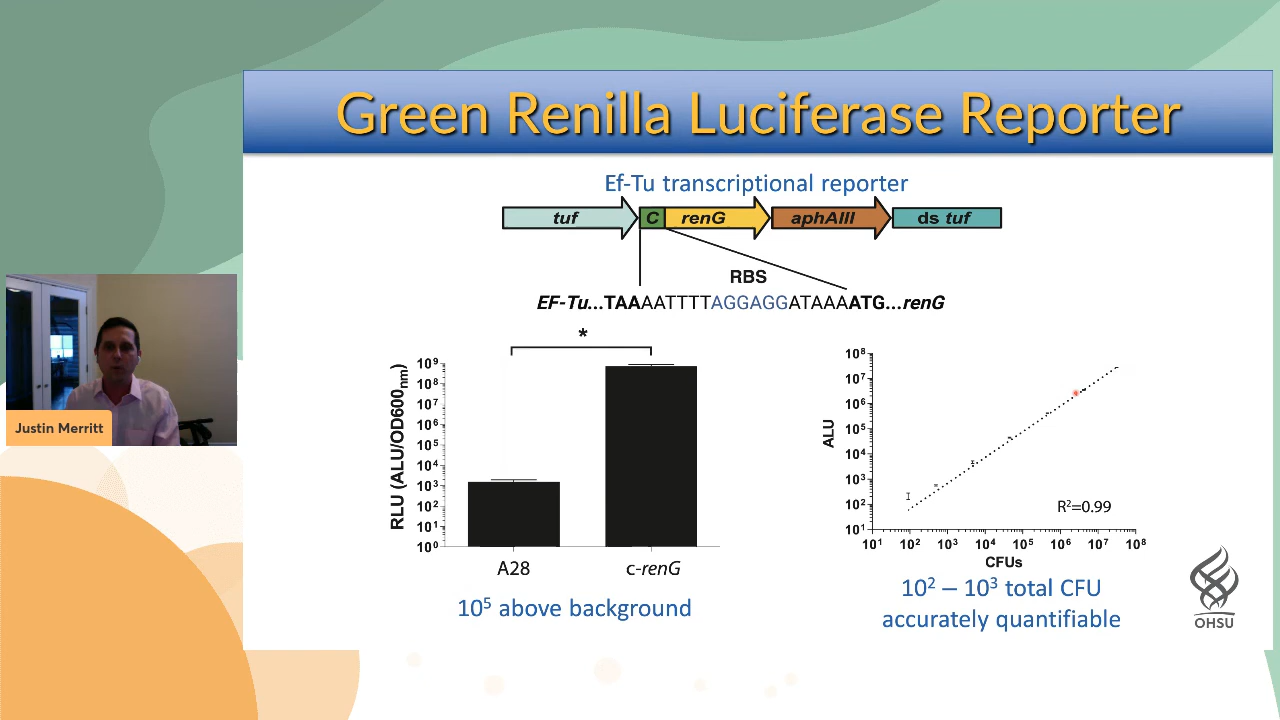 Green Renilla Luciferase Reporter
Ef-Tu transcriptional reporter
tuf C renG aphAIII ds tuf
RBS
EF-Tu...TAAAATTTTAGGAGGATAAAATG...renG
*
RLU (ALU/OD600nm)
10⁹
10⁸
10⁷
10⁶
10⁵
10⁴
10³
10²
10¹
10⁰
A28 c-renG
10⁵ above background
ALU
10⁸
10⁷
10⁶
10⁵
10⁴
10³
10²
10¹
R²=0.99
10¹ 10² 10³ 10⁴ 10⁵ 10⁶ 10⁷ 10⁸
CFUs
10² – 10³ total CFU
accurately quantifiable
OHSU
Justin Merritt